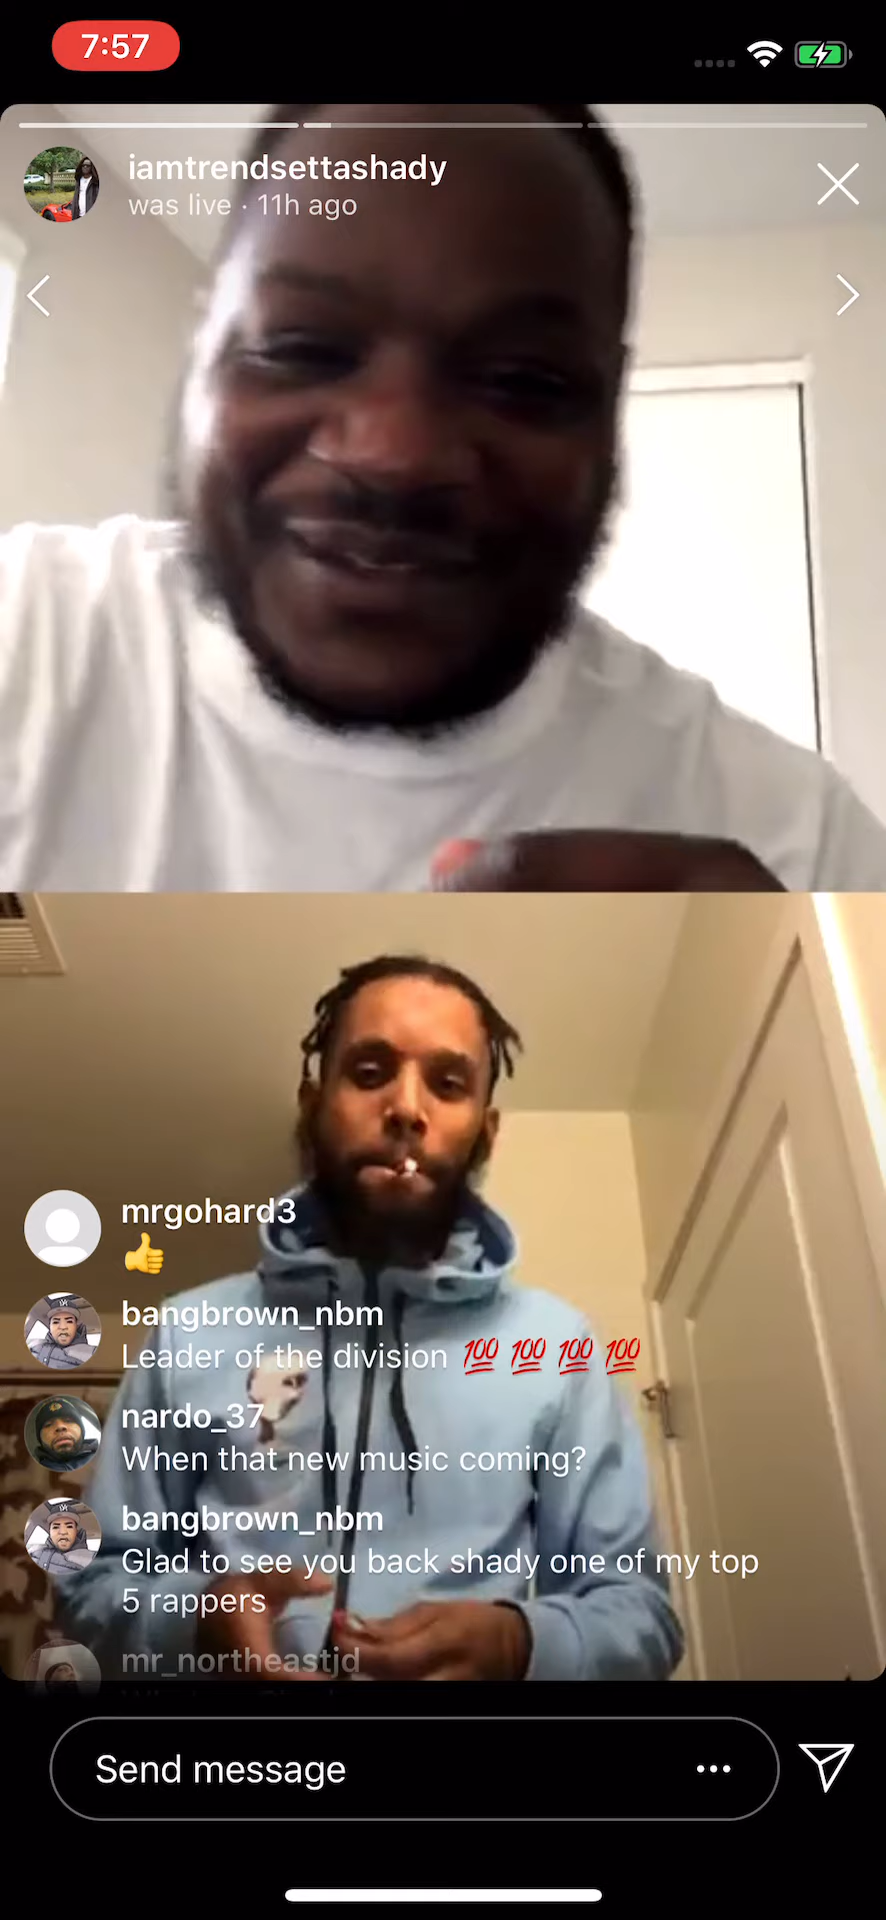 7:57
iamtrendsettashady
was live · 11h ago
mrgohard3
👍
bangbrown_nbm
Leader of the division 💯 💯 💯 💯
nardo_37
When that new music coming?
bangbrown_nbm
Glad to see you back shady one of my top
5 rappers
mr_northeastjd
Send message